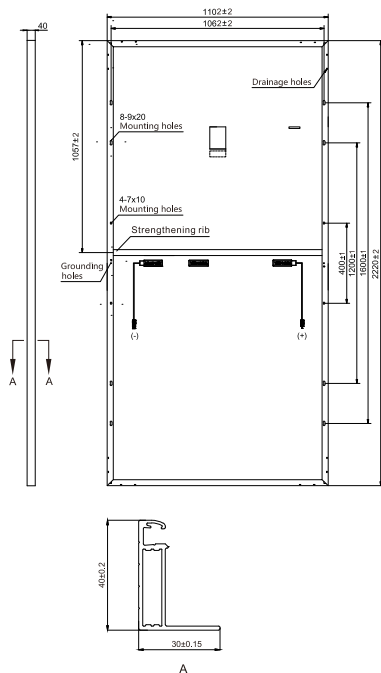 1102±2
1062±2
40
Drainage holes
8-9x20
Mounting holes
1057±2
4-7x10
Mounting holes
Strengthening rib
Grounding
holes
400±1
1200±1
1600±1
2220±2
(-)
(+)
A
A
40±0.2
30±0.15
A